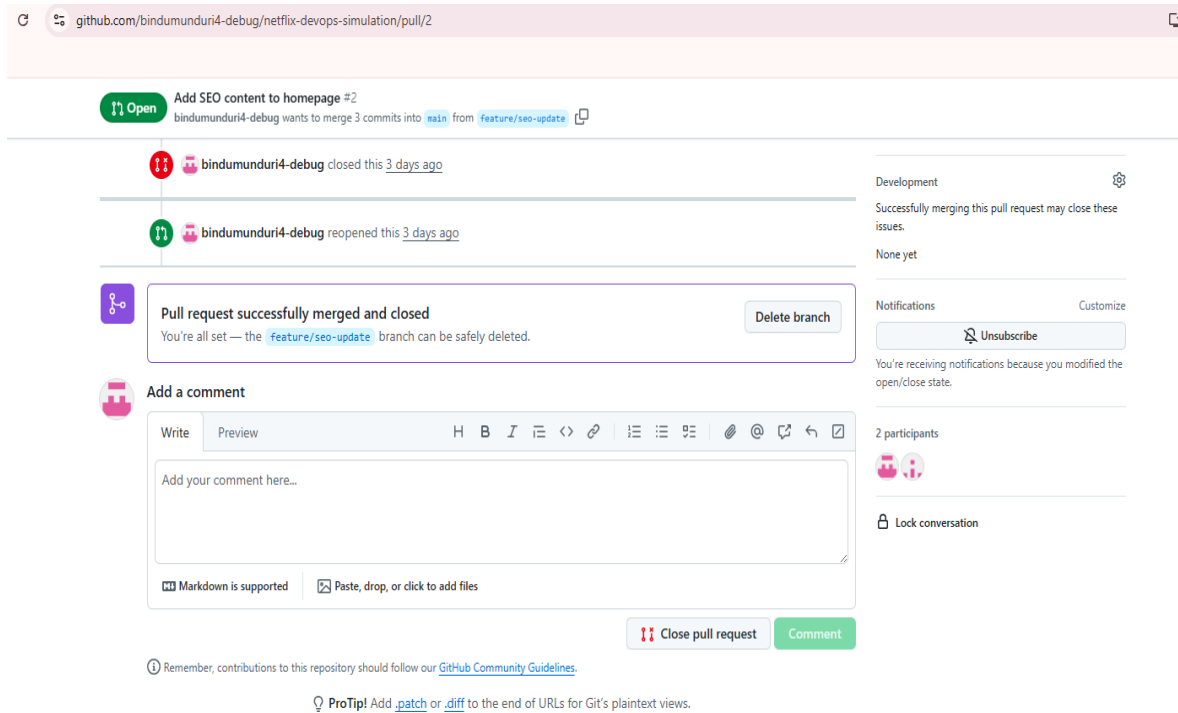 github.com/bindumunduri4-debug/netflix-devops-simulation/pull/2
Open
Add SEO content to homepage #2
bindumunduri4-debug wants to merge 3 commits into main from feature/seo-update
bindumunduri4-debug closed this 3 days ago
bindumunduri4-debug reopened this 3 days ago
Pull request successfully merged and closed
You're all set — the feature/seo-update branch can be safely deleted.
Delete branch
Add a comment
Write Preview
Add your comment here...
Markdown is supported
Paste, drop, or click to add files
Close pull request
Comment
Remember, contributions to this repository should follow our GitHub Community Guidelines.
ProTip! Add .patch or .diff to the end of URLs for Git's plaintext views.
Development
Successfully merging this pull request may close these
issues.
None yet
Notifications Customize
Unsubscribe
You're receiving notifications because you modified the
open/close state.
2 participants
Lock conversation